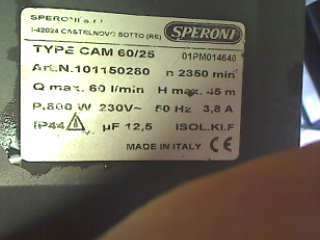 SPERONI s.r.l.
I-42024 CASTELNOVO SOTTO (RE)
SPERONI
TYPE CAM 60/25 01PM014640
Art.N.101150280 n 2350 min
Q max. 60 l/min H max. 45 m
P.800 W 230V~ 50 Hz 3,8 A
IP44 µF 12,5 ISOL.Kl.F
MADE IN ITALY CE